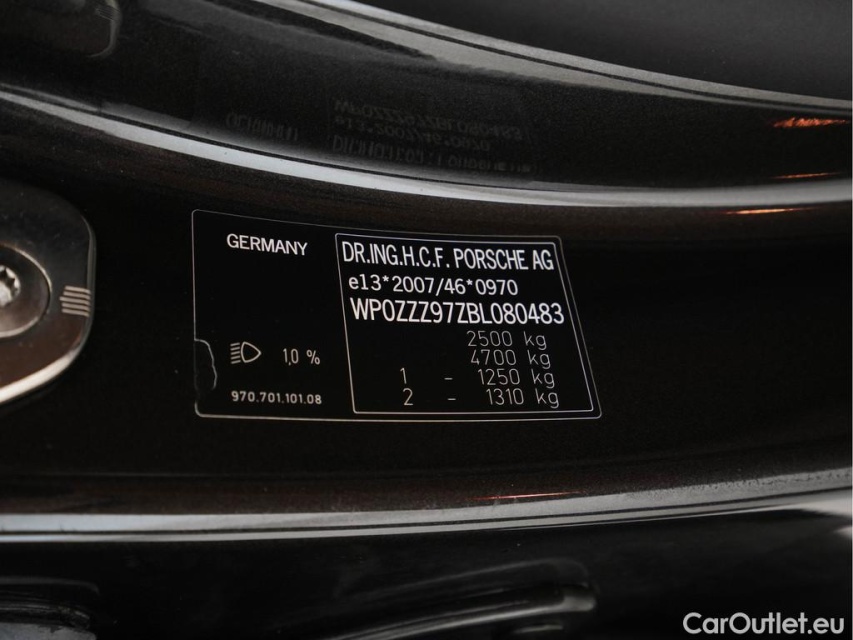 GERMANY
1,0 %
970.701.101.08
DR.ING.H.C.F. PORSCHE AG
e13*2007/46*0970
WP0ZZZ97ZBL080483
2500 kg
4700 kg
1 - 1250 kg
2 - 1310 kg
CarOutlet.eu